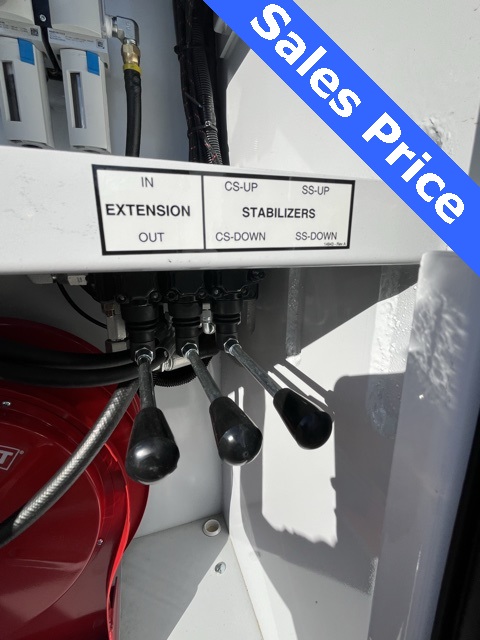 Sales Price
IN
EXTENSION
OUT
CS-UP SS-UP
STABILIZERS
CS-DOWN SS-DOWN